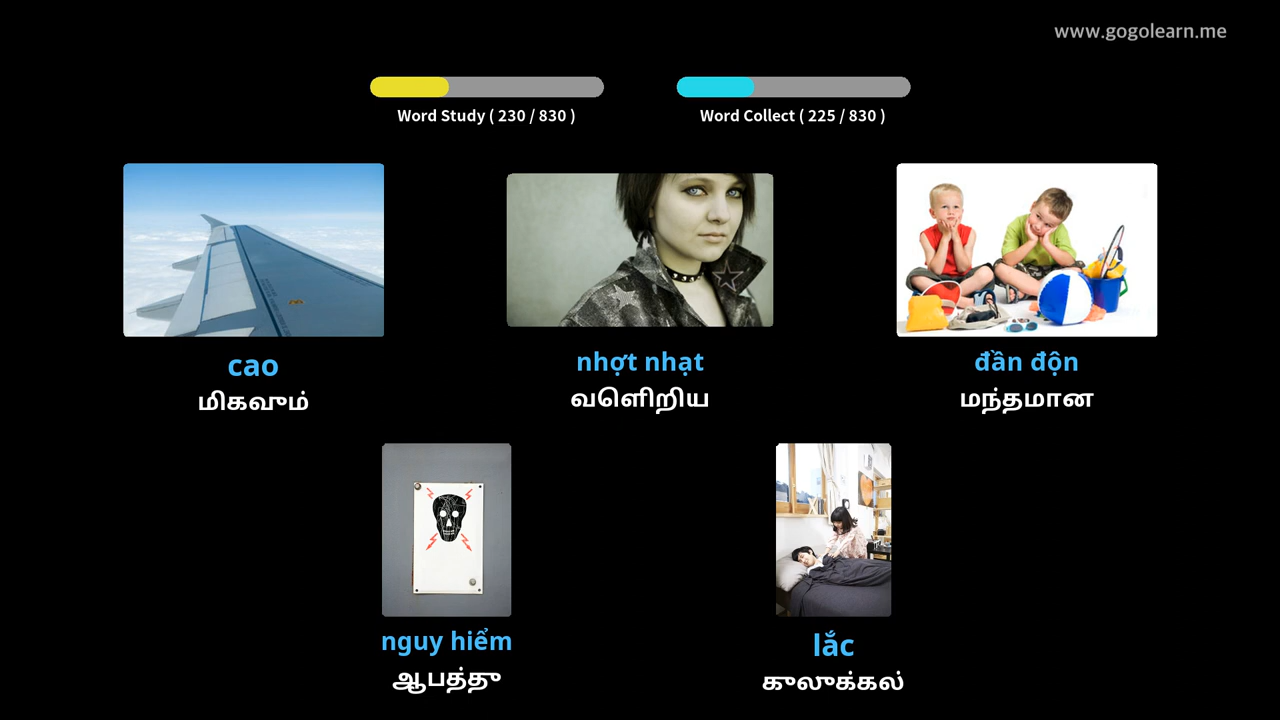 www.gogolearn.me
Word Study ( 230 / 830 )
Word Collect ( 225 / 830 )
cao
மிகவும்
nhợt nhạt
வெளிறிய
đần độn
மந்தமான
nguy hiểm
ஆபத்து
lắc
குலுக்கல்